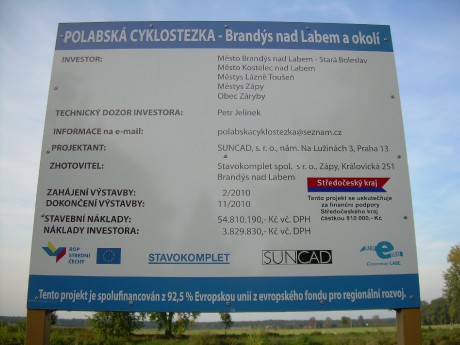 POLABSKÁ CYKLOSTEZKA - Brandýs nad Labem a okolí
INVESTOR: Město Brandýs nad Labem - Stará Boleslav
Město Kostelec nad Labem
Městys Lázně Toušeň
Městys Zápy
Obec Záryby
TECHNICKÝ DOZOR INVESTORA: Petr Jelínek
INFORMACE na e-mail: polabskacyklostezka@seznam.cz
PROJEKTANT: SUNCAD, s. r. o., nám. Na Lužinách 3, Praha 13
ZHOTOVITEL: Stavokomplet spol. s r. o., Zápy, Královická 251
Brandýs nad Labem
Středočeský kraj
Tento projekt se uskutečňuje
za finanční podpory
Středočeského kraje
částkou 810 000,- Kč
ZAHÁJENÍ VÝSTAVBY: 2/2010
DOKONČENÍ VÝSTAVBY: 11/2010
STAVEBNÍ NÁKLADY: 54.810.190,- Kč vč. DPH
NÁKLADY INVESTORA: 3.829.830,- Kč vč. DPH
ROP
STŘEDNÍ
ČECHY
STAVOKOMPLET
SUNCAD
Tento projekt je spolufinancován z 92,5 % Evropskou unií z evropského fondu pro regionální rozvoj.